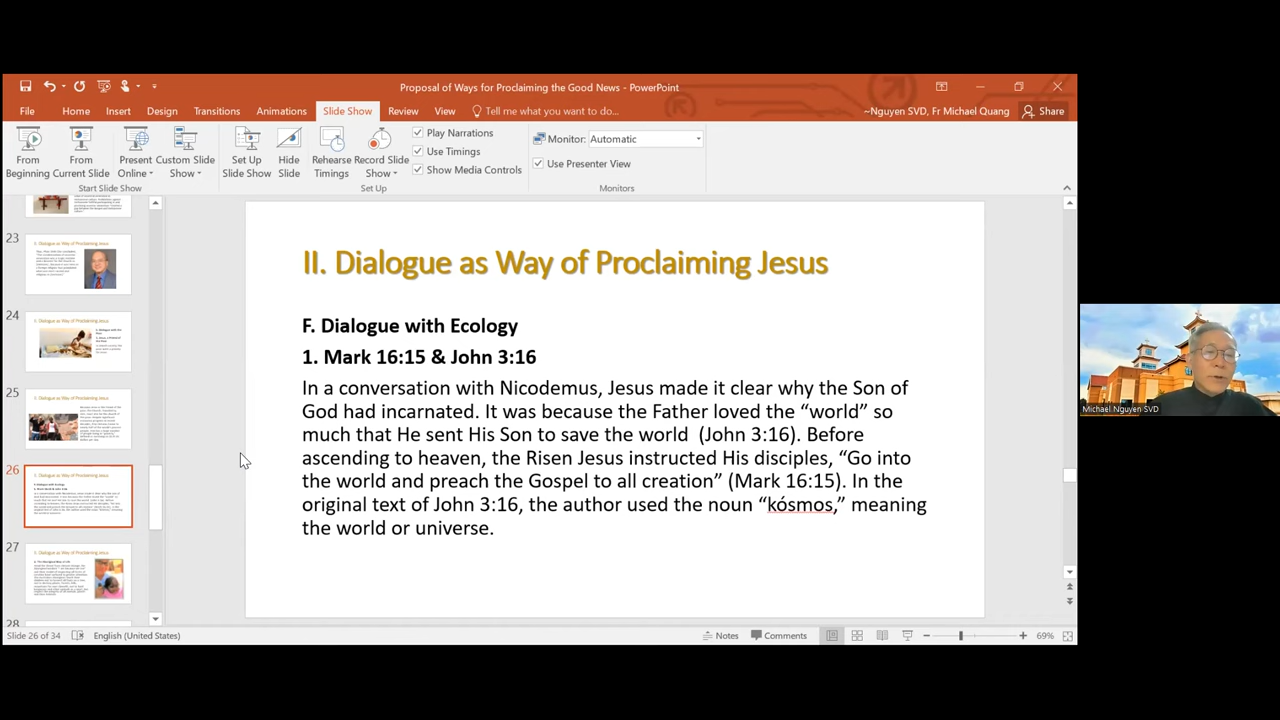 Proposal of Ways for Proclaiming the Good News - PowerPoint
File Home Insert Design Transitions Animations Slide Show Review View Tell me what you want to do... ~Nguyen SVD, Fr Michael Quang Share
From Beginning
From Current Slide
Present Online
Custom Slide Show
Start Slide Show
Set Up Slide Show
Hide Slide
Rehearse Timings
Record Slide Show
Play Narrations
Use Timings
Show Media Controls
Set Up
Monitor: Automatic
Use Presenter View
Monitors
23
24
25
26
27
28
II. Dialogue as Way of Proclaiming Jesus
F. Dialogue with Ecology
1. Mark 16:15 & John 3:16
In a conversation with Nicodemus, Jesus made it clear why the Son of
God had incarnated. It was because the Father loved the “world” so
much that He sent His Son to save the world (John 3:16). Before
ascending to heaven, the Risen Jesus instructed His disciples, “Go into
the world and preach the Gospel to all creation” (Mark 16:15). In the
original text of John 3:16, the author used the noun “kosmos,” meaning
the world or universe.
Michael Nguyen SVD
Slide 26 of 34 English (United States) Notes Comments 69%